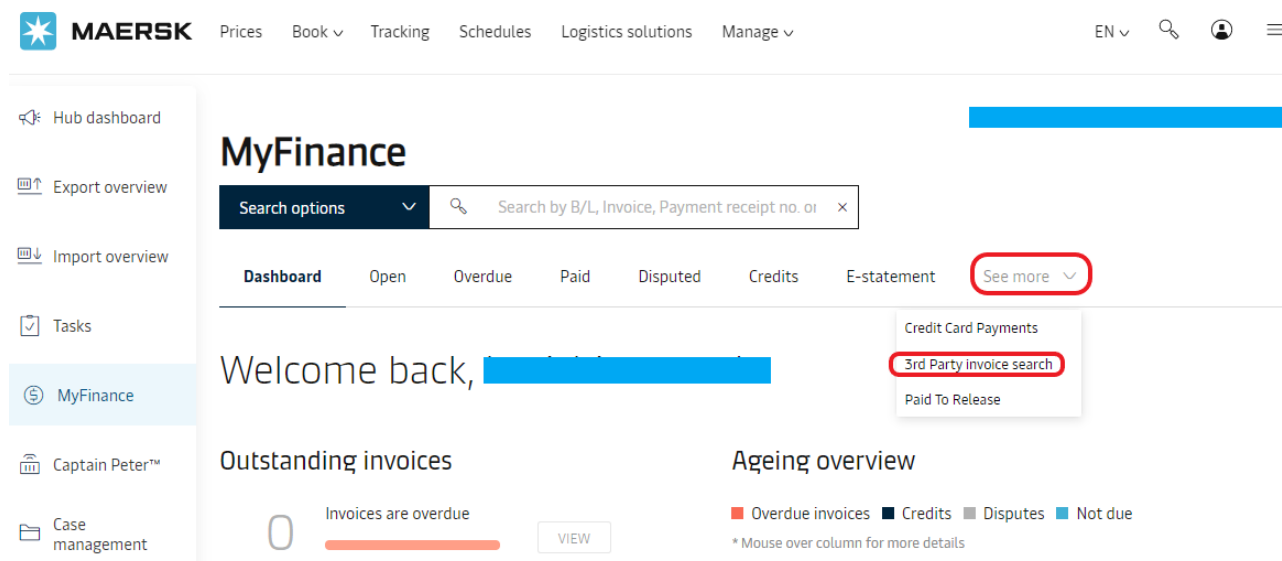 MAERSK Prices Book Tracking Schedules Logistics solutions Manage EN
Hub dashboard
Export overview
Import overview
Tasks
MyFinance
Captain Peter™
Case
management
MyFinance
Search options Search by B/L, Invoice, Payment receipt no. or
Dashboard Open Overdue Paid Disputed Credits E-statement See more
Credit Card Payments
3rd Party invoice search
Paid To Release
Welcome back,
Outstanding invoices
0 Invoices are overdue VIEW
Ageing overview
Overdue invoices Credits Disputes Not due
* Mouse over column for more details